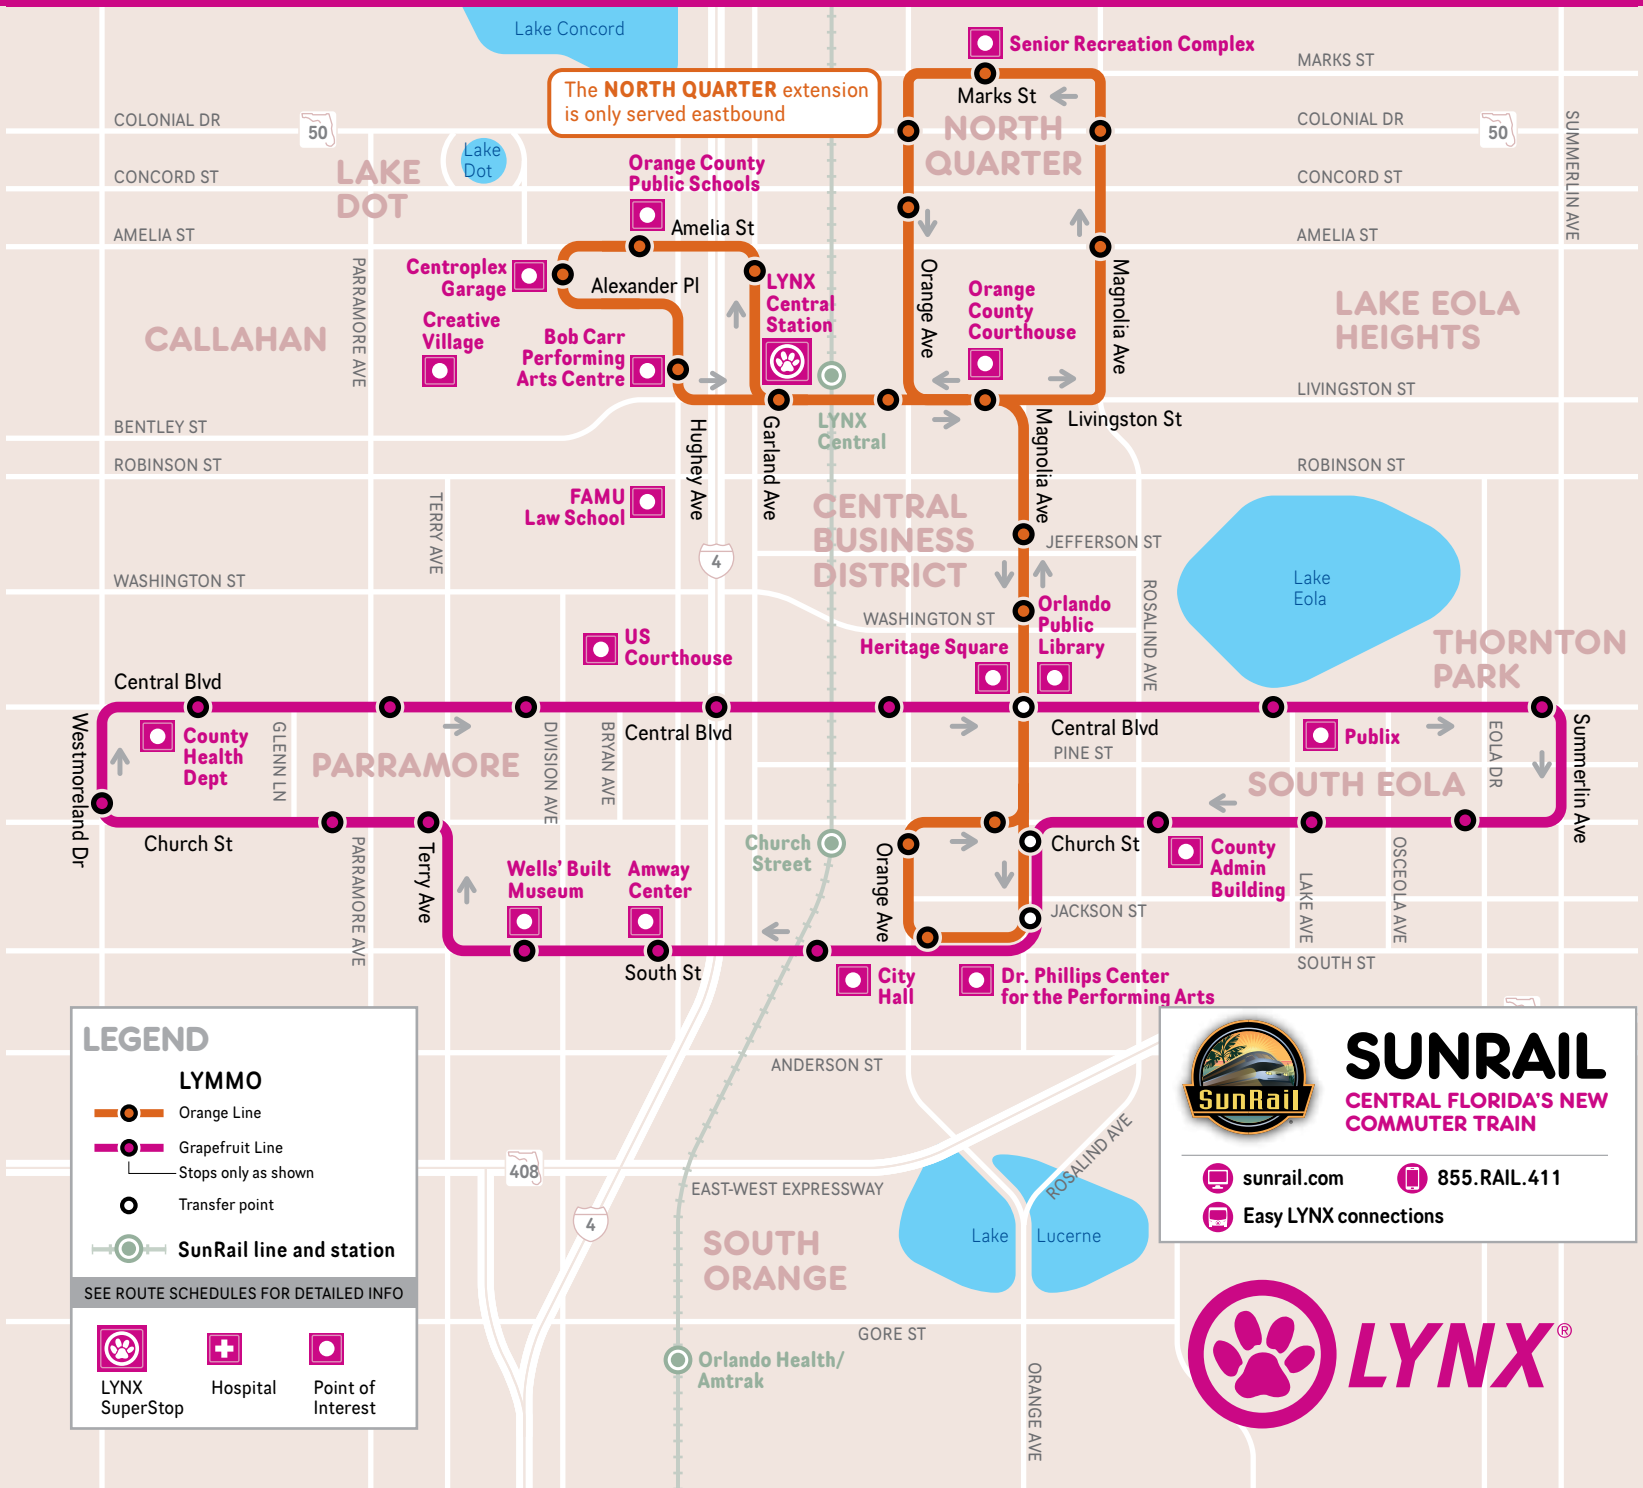 Lake Concord
Senior Recreation Complex
MARKS ST
The NORTH QUARTER extension
is only served eastbound
Marks St
COLONIAL DR
50
NORTH
QUARTER
COLONIAL DR
50
SUMMERLIN AVE
Lake
Dot
LAKE
DOT
Orange County
Public Schools
CONCORD ST
CONCORD ST
Amelia St
AMELIA ST
AMELIA ST
Centroplex
Garage
Alexander Pl
LYNX
Central
Station
PARRAMORE AVE
Orange Ave
Orange
County
Courthouse
Magnolia Ave
LAKE EOLA
HEIGHTS
CALLAHAN
Creative
Village
Bob Carr
Performing
Arts Centre
LIVINGSTON ST
LYNX
Central
Livingston St
BENTLEY ST
Hughey Ave
Garland Ave
Magnolia Ave
ROBINSON ST
ROBINSON ST
FAMU
Law School
TERRY AVE
CENTRAL
BUSINESS
DISTRICT
JEFFERSON ST
4
WASHINGTON ST
Lake
Eola
ROSALIND AVE
WASHINGTON ST
Orlando
Public
Library
Heritage Square
US
Courthouse
THORNTON
PARK
Central Blvd
Westmoreland Dr
County
Health
Dept
GLENN LN
PARRAMORE
DIVISION AVE
BRYAN AVE
Central Blvd
Central Blvd
PINE ST
Publix
EOLA DR
Summerlin Ave
SOUTH EOLA
Church St
PARRAMORE AVE
Terry Ave
Wells' Built
Museum
Amway
Center
Church
Street
Orange Ave
Church St
County
Admin
Building
LAKE AVE
OSCEOLA AVE
JACKSON ST
South St
City
Hall
Dr. Phillips Center
for the Performing Arts
SOUTH ST
LEGEND
LYMMO
Orange Line
Grapefruit Line
Stops only as shown
Transfer point
SunRail line and station
SEE ROUTE SCHEDULES FOR DETAILED INFO
LYNX
SuperStop
Hospital
Point of
Interest
ANDERSON ST
408
EAST-WEST EXPRESSWAY
ROSALIND AVE
4
SOUTH
ORANGE
Lake
Lucerne
GORE ST
Orlando Health/
Amtrak
ORANGE AVE
SunRail
SUNRAIL
CENTRAL FLORIDA'S NEW
COMMUTER TRAIN
sunrail.com
855.RAIL.411
Easy LYNX connections
LYNX®